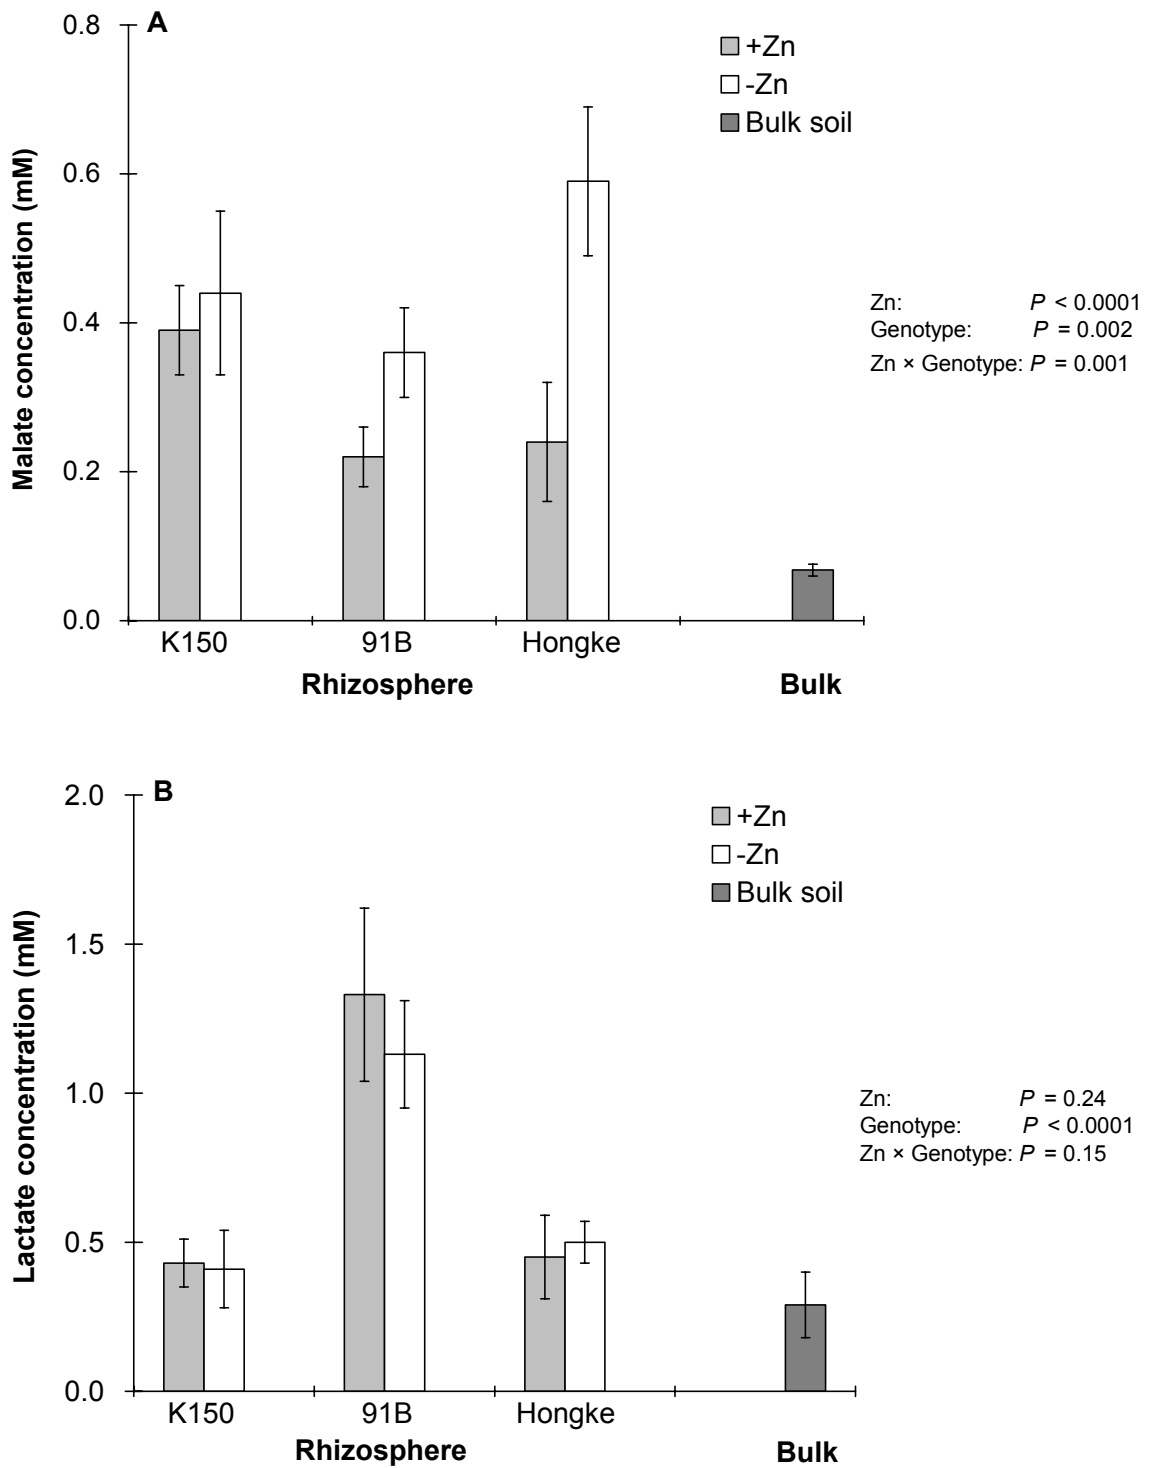 A
0.8
0.6
0.4
0.2
0.0
Malate concentration (mM)
+Zn
-Zn
Bulk soil
Zn: P < 0.0001
Genotype: P = 0.002
Zn × Genotype: P = 0.001
K150 91B Hongke
Rhizosphere Bulk
B
2.0
1.5
1.0
0.5
0.0
Lactate concentration (mM)
+Zn
-Zn
Bulk soil
Zn: P = 0.24
Genotype: P < 0.0001
Zn × Genotype: P = 0.15
K150 91B Hongke
Rhizosphere Bulk